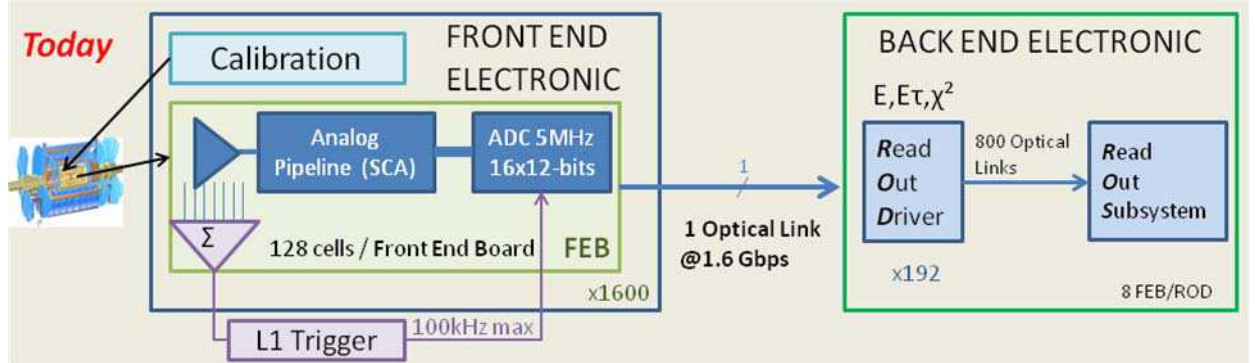 Today
Calibration
FRONT END
ELECTRONIC
Analog
Pipeline (SCA)
ADC 5MHz
16x12-bits
Σ
128 cells / Front End Board
FEB
x1600
L1 Trigger
100kHz max
1
1 Optical Link
@1.6 Gbps
BACK END ELECTRONIC
E,Eτ,χ²
Read
Out
Driver
800 Optical
Links
Read
Out
Subsystem
x192
8 FEB/ROD